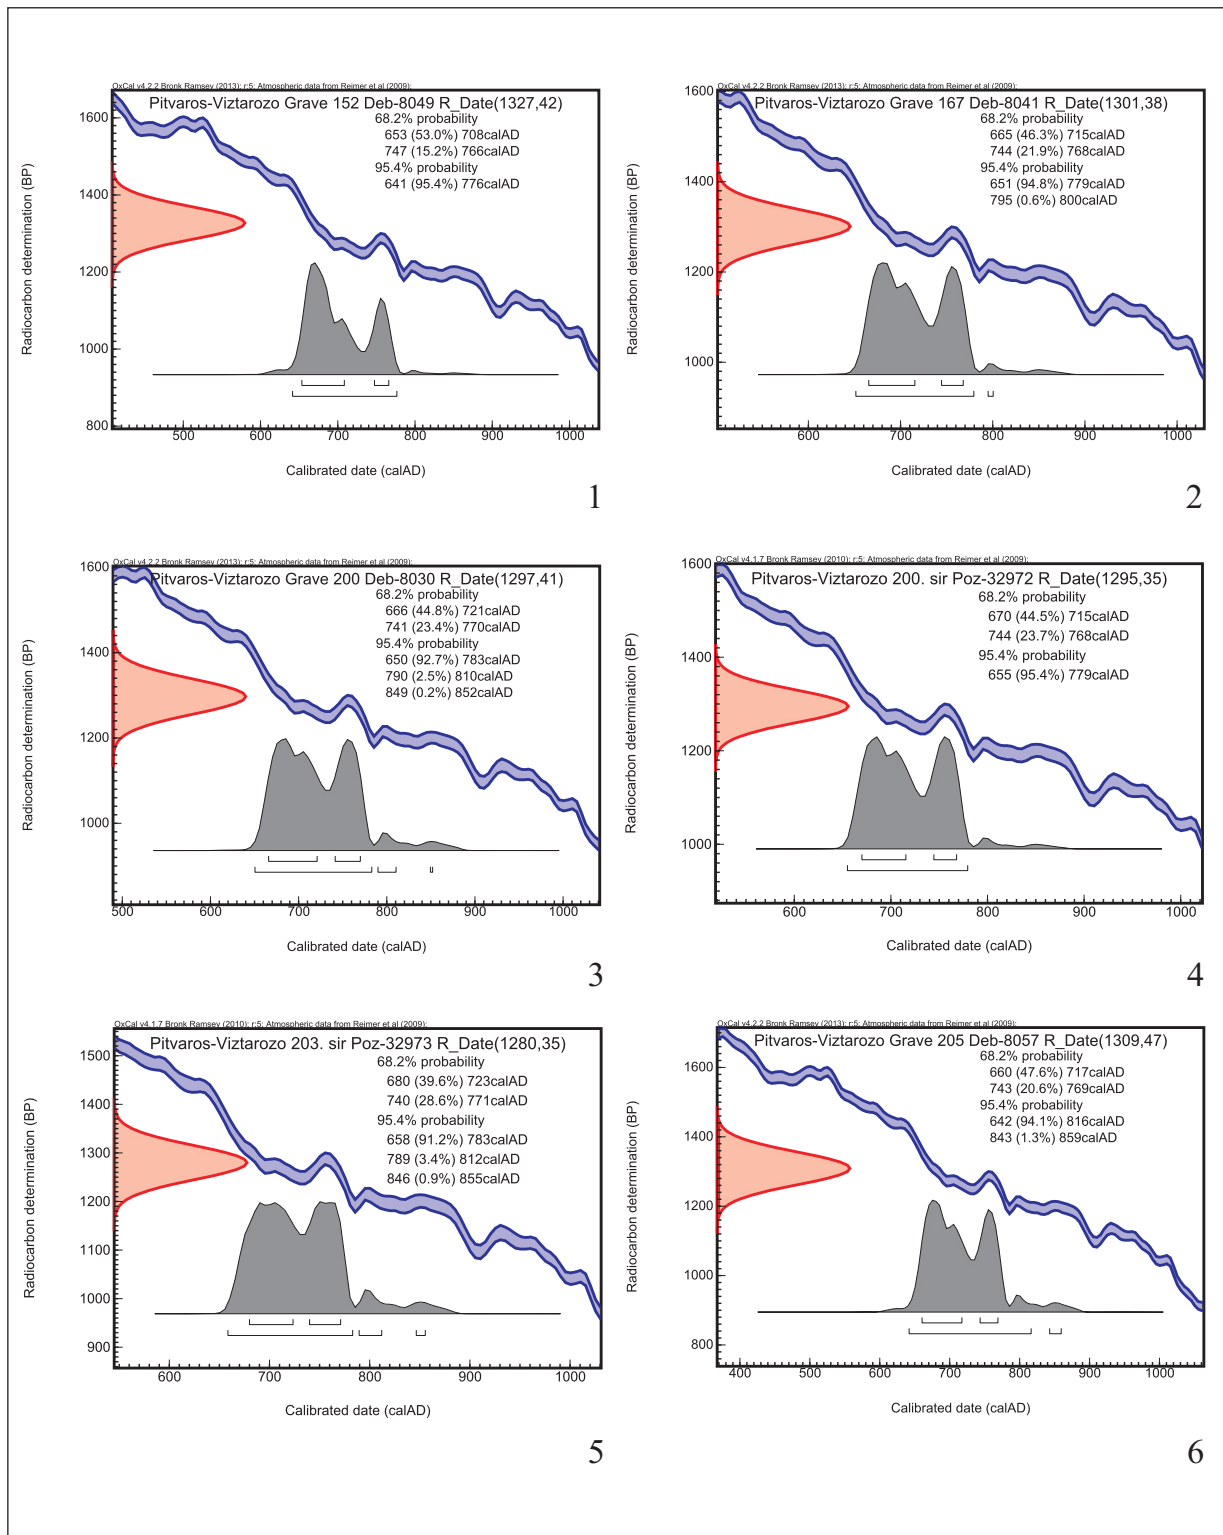 OxCal v4.2.2 Bronk Ramsey (2013); r:5; Atmospheric data from Reimer et al (2009);
Pitvaros-Viztarozo Grave 152 Deb-8049 R_Date(1327,42)
68.2% probability
653 (53.0%) 708calAD
747 (15.2%) 766calAD
95.4% probability
641 (95.4%) 776calAD
Radiocarbon determination (BP)
1600
1400
1200
1000
800
500 600 700 800 900 1000
Calibrated date (calAD)
1
OxCal v4.2.2 Bronk Ramsey (2013); r:5; Atmospheric data from Reimer et al (2009);
Pitvaros-Viztarozo Grave 167 Deb-8041 R_Date(1301,38)
68.2% probability
665 (46.3%) 715calAD
744 (21.9%) 768calAD
95.4% probability
651 (94.8%) 779calAD
795 (0.6%) 800calAD
Radiocarbon determination (BP)
1600
1400
1200
1000
600 700 800 900 1000
Calibrated date (calAD)
2
OxCal v4.2.2 Bronk Ramsey (2013); r:5; Atmospheric data from Reimer et al (2009);
Pitvaros-Viztarozo Grave 200 Deb-8030 R_Date(1297,41)
68.2% probability
666 (44.8%) 721calAD
741 (23.4%) 770calAD
95.4% probability
650 (92.7%) 783calAD
790 (2.5%) 810calAD
849 (0.2%) 852calAD
Radiocarbon determination (BP)
1600
1400
1200
1000
500 600 700 800 900 1000
Calibrated date (calAD)
3
OxCal v4.1.7 Bronk Ramsey (2010); r:5; Atmospheric data from Reimer et al (2009);
Pitvaros-Viztarozo 200. sir Poz-32972 R_Date(1295,35)
68.2% probability
670 (44.5%) 715calAD
744 (23.7%) 768calAD
95.4% probability
655 (95.4%) 779calAD
Radiocarbon determination (BP)
1600
1400
1200
1000
600 700 800 900 1000
Calibrated date (calAD)
4
OxCal v4.1.7 Bronk Ramsey (2010); r:5; Atmospheric data from Reimer et al (2009);
Pitvaros-Viztarozo 203. sir Poz-32973 R_Date(1280,35)
68.2% probability
680 (39.6%) 723calAD
740 (28.6%) 771calAD
95.4% probability
658 (91.2%) 783calAD
789 (3.4%) 812calAD
846 (0.9%) 855calAD
Radiocarbon determination (BP)
1500
1400
1300
1200
1100
1000
900
600 700 800 900 1000
Calibrated date (calAD)
5
OxCal v4.2.2 Bronk Ramsey (2013); r:5; Atmospheric data from Reimer et al (2009);
Pitvaros-Viztarozo Grave 205 Deb-8057 R_Date(1309,47)
68.2% probability
660 (47.6%) 717calAD
743 (20.6%) 769calAD
95.4% probability
642 (94.1%) 816calAD
843 (1.3%) 859calAD
Radiocarbon determination (BP)
1600
1400
1200
1000
800
400 500 600 700 800 900 1000
Calibrated date (calAD)
6